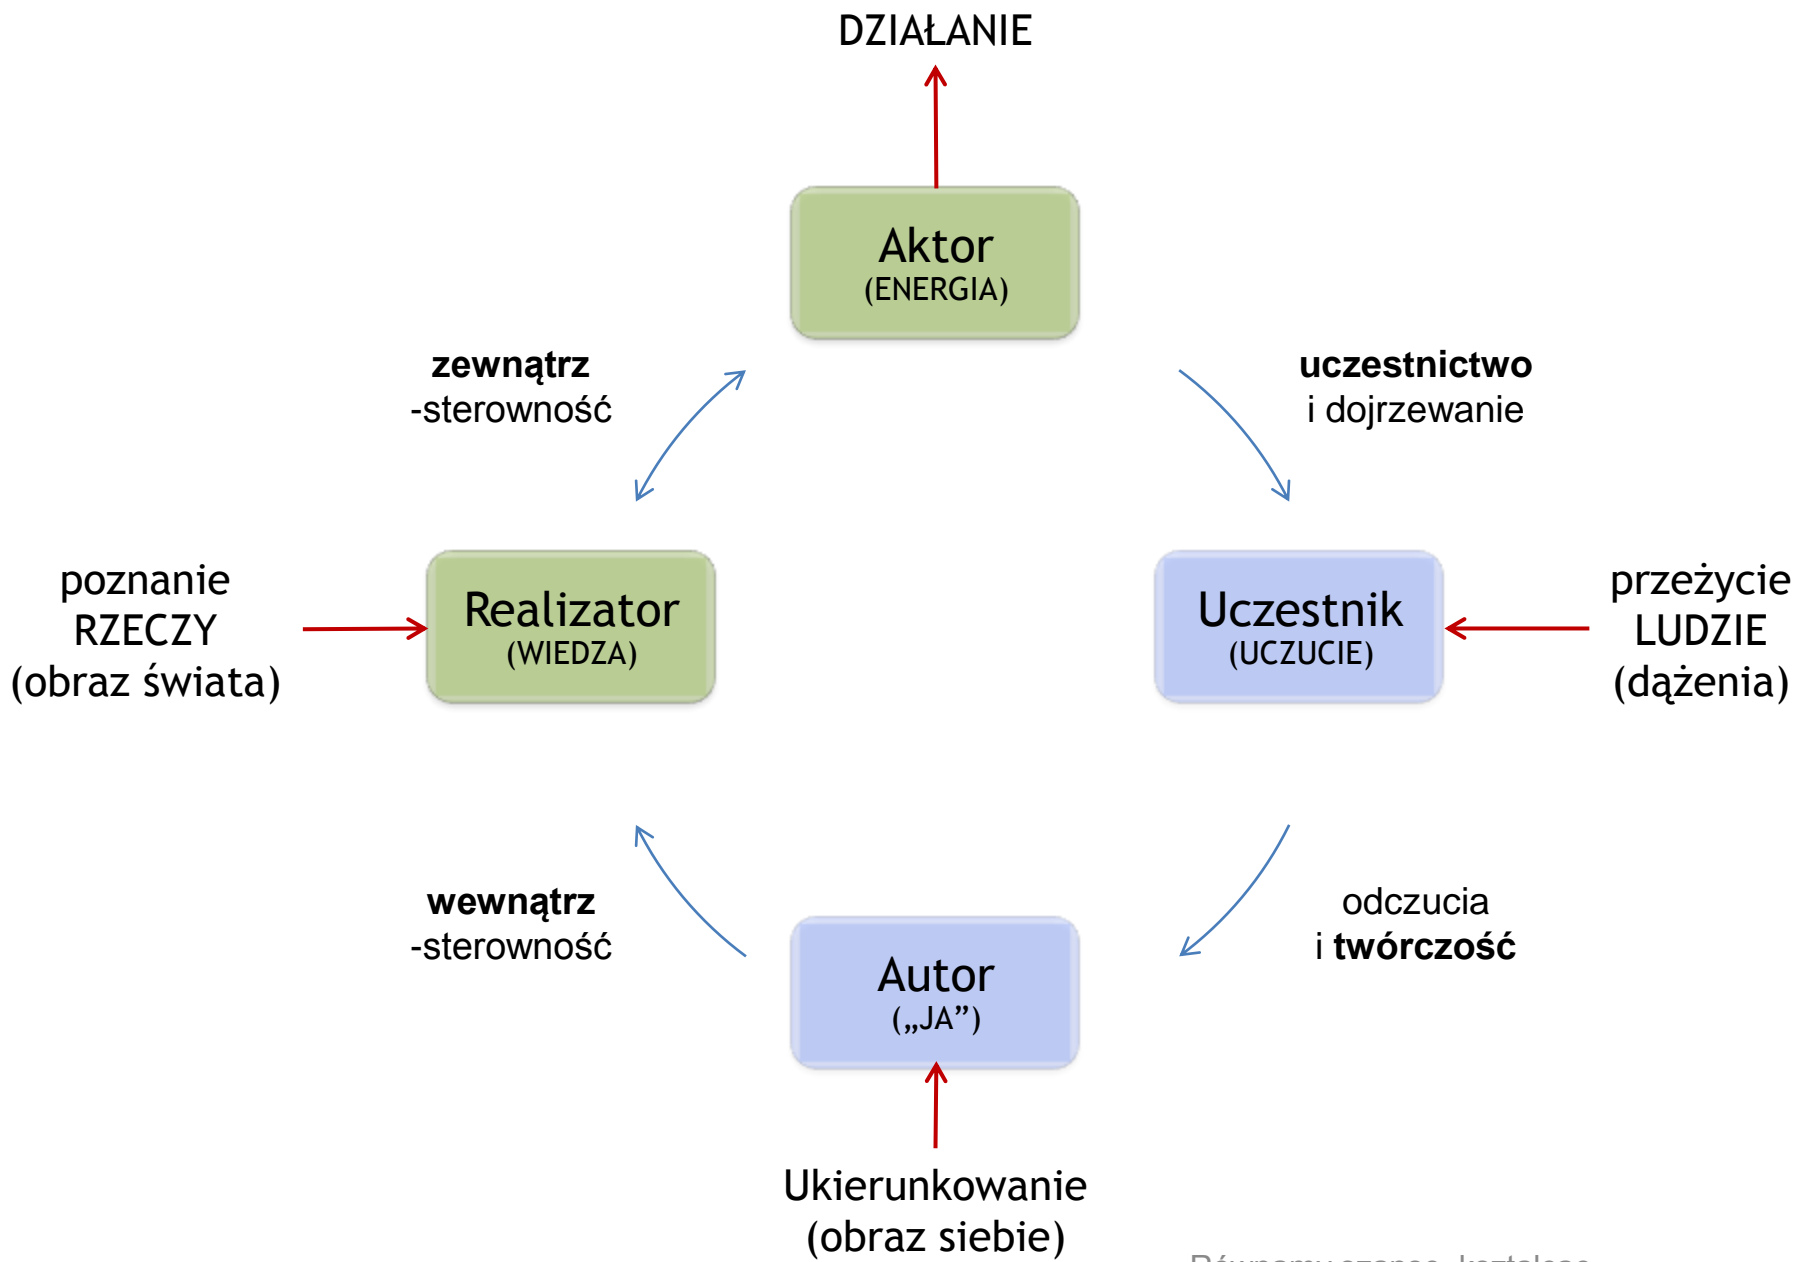 DZIAŁANIE
Aktor
(ENERGIA)
zewnątrz
-sterowność
uczestnictwo
i dojrzewanie
poznanie
RZECZY
(obraz świata)
Realizator
(WIEDZA)
Uczestnik
(UCZUCIE)
przeżycie
LUDZIE
(dążenia)
wewnątrz
-sterowność
odczucia
i twórczość
Autor
(„JA”)
Ukierunkowanie
(obraz siebie)